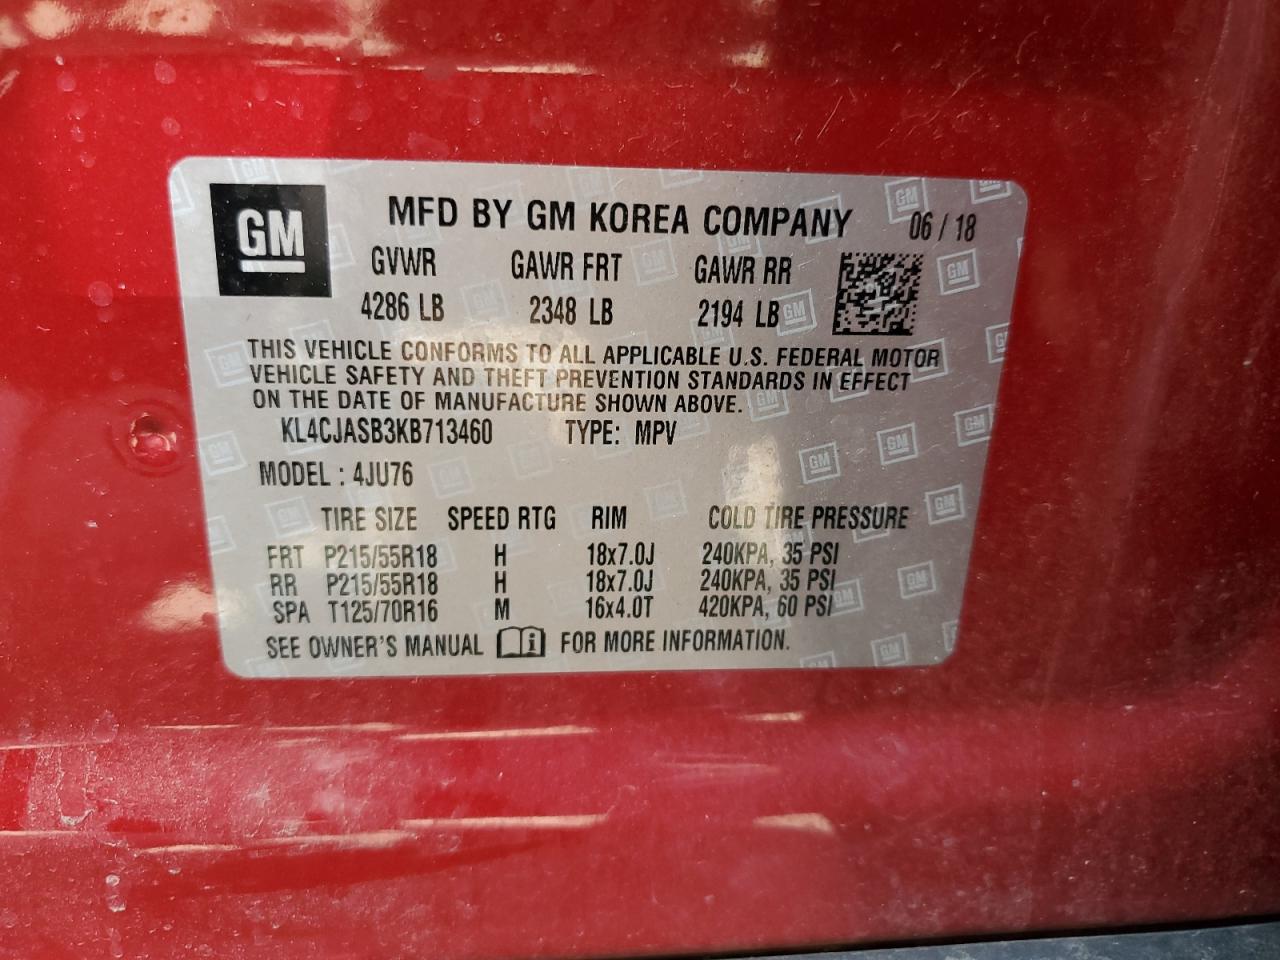 GM
MFD BY GM KOREA COMPANY 06 / 18
GVWR GAWR FRT GAWR RR
4286 LB 2348 LB 2194 LB
THIS VEHICLE CONFORMS TO ALL APPLICABLE U.S. FEDERAL MOTOR
VEHICLE SAFETY AND THEFT PREVENTION STANDARDS IN EFFECT
ON THE DATE OF MANUFACTURE SHOWN ABOVE.
KL4CJASB3KB713460 TYPE: MPV
MODEL : 4JU76
TIRE SIZE SPEED RTG RIM COLD TIRE PRESSURE
FRT P215/55R18 H 18x7.0J 240KPA, 35 PSI
RR P215/55R18 H 18x7.0J 240KPA, 35 PSI
SPA T125/70R16 M 16x4.0T 420KPA, 60 PSI
SEE OWNER'S MANUAL i FOR MORE INFORMATION.